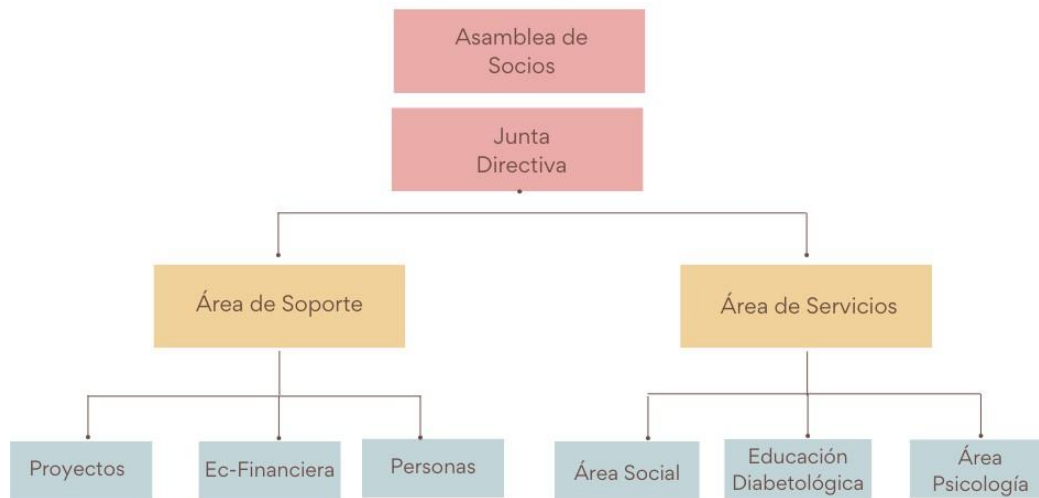 Asamblea de
Socios
Junta
Directiva
Área de Soporte
Área de Servicios
Proyectos
Ec-Financiera
Personas
Área Social
Educación
Diabetológica
Área
Psicología